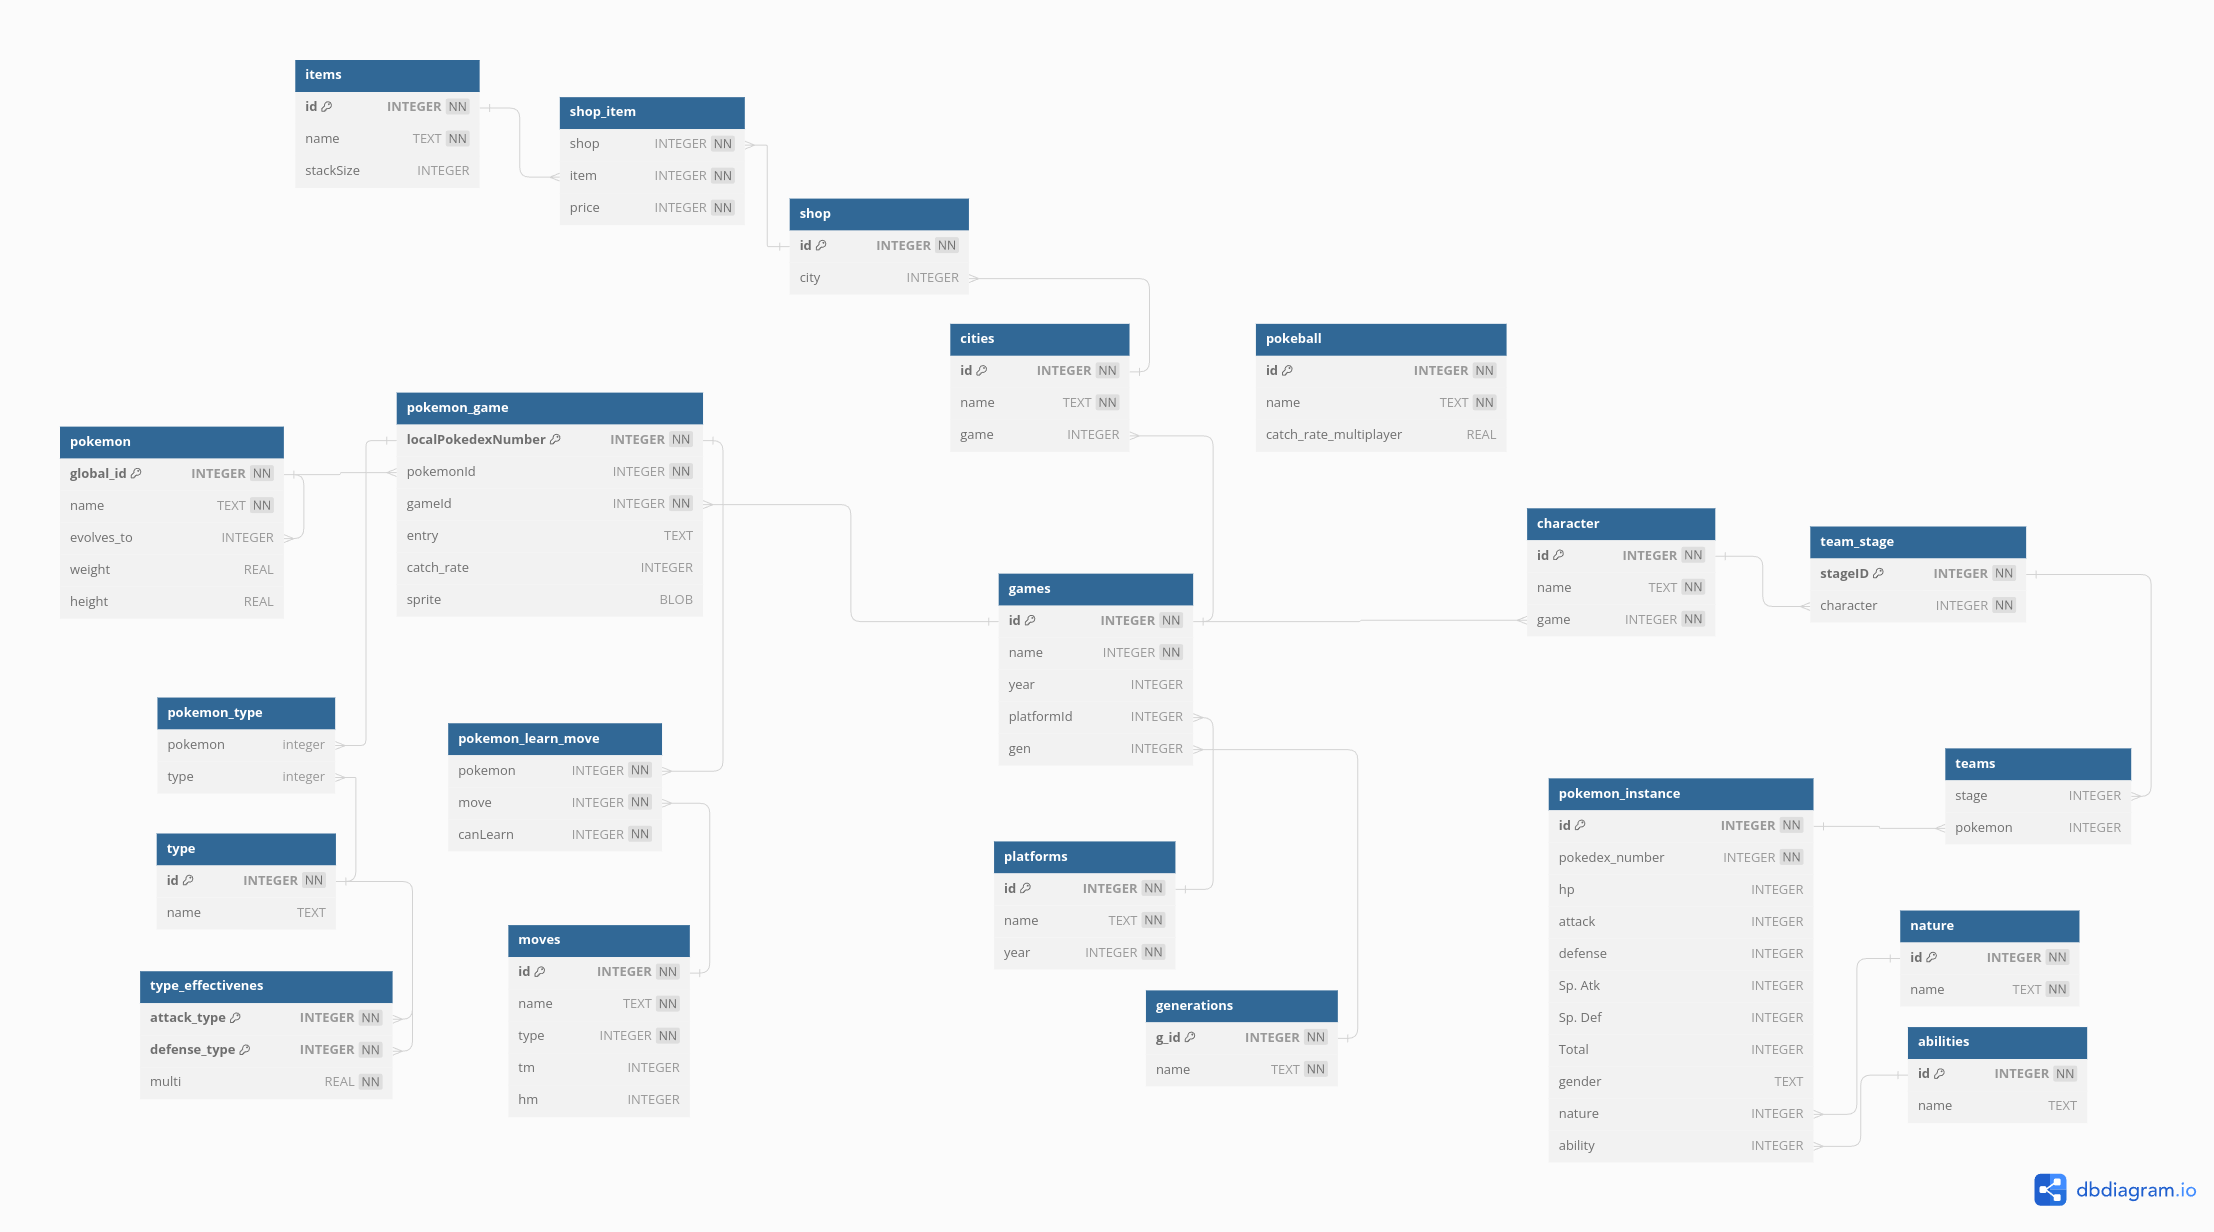 items
id INTEGER NN
name TEXT NN
stackSize INTEGER
shop_item
shop INTEGER NN
item INTEGER NN
price INTEGER NN
shop
id INTEGER NN
city INTEGER
cities
id INTEGER NN
name TEXT NN
game INTEGER
pokeball
id INTEGER NN
name TEXT NN
catch_rate_multiplayer REAL
pokemon_game
localPokedexNumber INTEGER NN
pokemonId INTEGER NN
gameId INTEGER NN
entry TEXT
catch_rate INTEGER
sprite BLOB
pokemon
global_id INTEGER NN
name TEXT NN
evolves_to INTEGER
weight REAL
height REAL
character
id INTEGER NN
name TEXT NN
game INTEGER NN
team_stage
stageID INTEGER NN
character INTEGER NN
games
id INTEGER NN
name INTEGER NN
year INTEGER
platformId INTEGER
gen INTEGER
pokemon_type
pokemon integer
type integer
pokemon_learn_move
pokemon INTEGER NN
move INTEGER NN
canLearn INTEGER NN
teams
stage INTEGER
pokemon INTEGER
pokemon_instance
id INTEGER NN
pokedex_number INTEGER NN
hp INTEGER
attack INTEGER
defense INTEGER
Sp. Atk INTEGER
Sp. Def INTEGER
Total INTEGER
gender TEXT
nature INTEGER
ability INTEGER
type
id INTEGER NN
name TEXT
platforms
id INTEGER NN
name TEXT NN
year INTEGER NN
nature
id INTEGER NN
name TEXT NN
moves
id INTEGER NN
name TEXT NN
type INTEGER NN
tm INTEGER
hm INTEGER
type_effectivenes
attack_type INTEGER NN
defense_type INTEGER NN
multi REAL NN
generations
g_id INTEGER NN
name TEXT NN
abilities
id INTEGER NN
name TEXT
dbdiagram.io